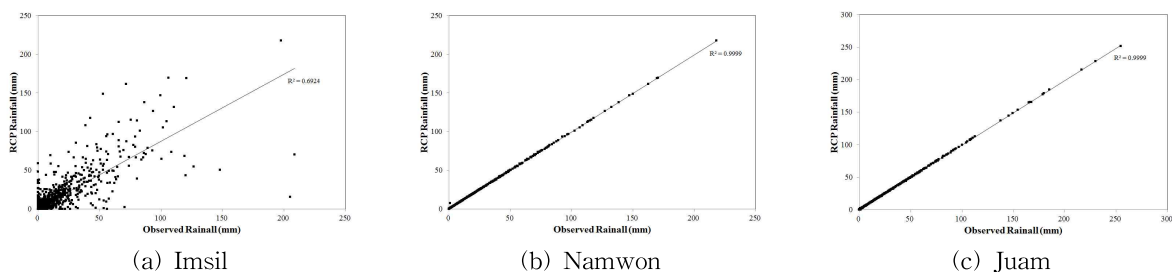 250
200
150
100
50
0
RCP Rainfall (mm)
R² = 0.6924
0 50 100 150 200 250
Observed Rainall (mm)
(a) Imsil
250
200
150
100
50
0
RCP Rainfall (mm)
R² = 0.9999
0 50 100 150 200 250
Observed Rainall (mm)
(b) Namwon
300
250
200
150
100
50
0
RCP Rainfall (mm)
R² = 0.9999
0 50 100 150 200 250 300
Observed Rainall (mm)
(c) Juam